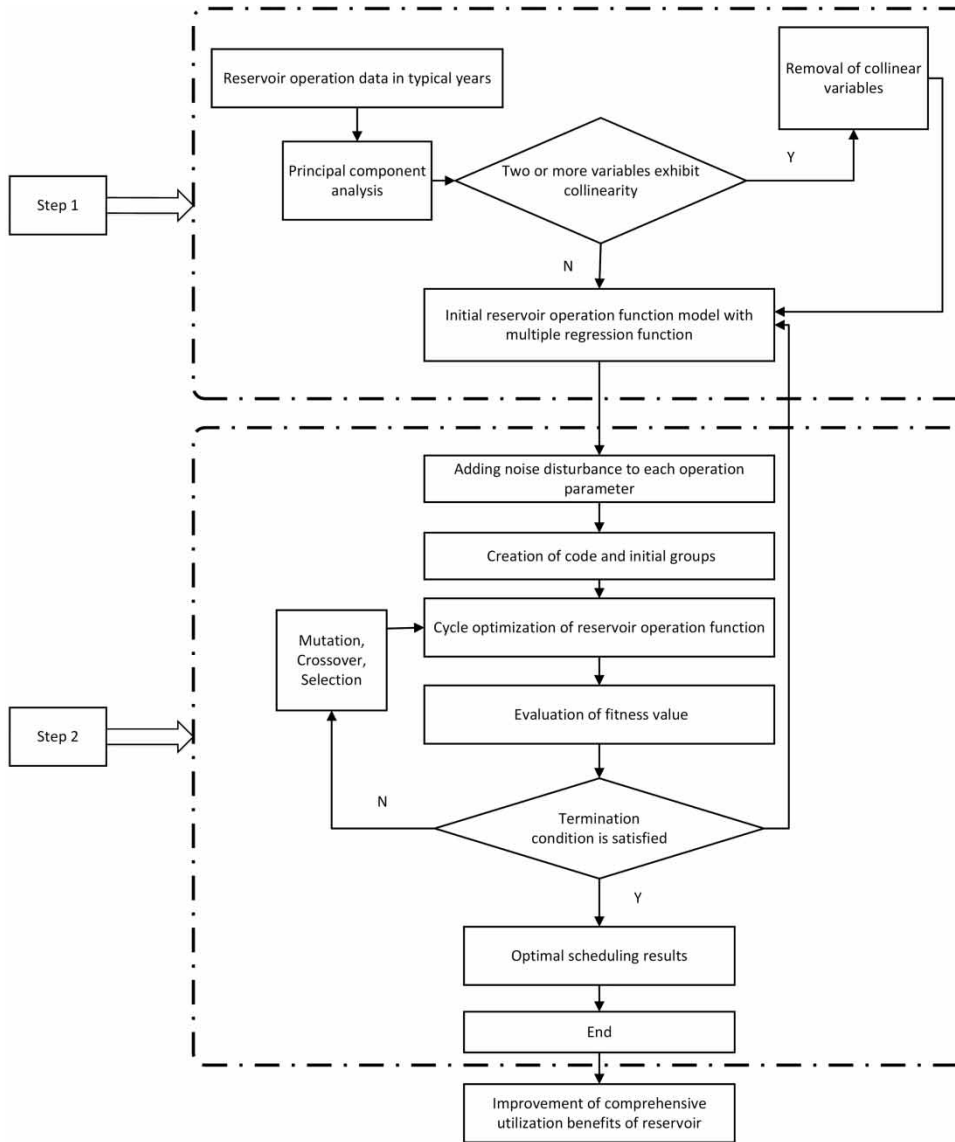 Reservoir operation data in typical years
Removal of collinear
variables
Principal component
analysis
Two or more variables exhibit
collinearity
Y
Step 1
N
Initial reservoir operation function model with
multiple regression function
Adding noise disturbance to each operation
parameter
Creation of code and initial groups
Cycle optimization of reservoir operation function
Mutation,
Crossover,
Selection
Evaluation of fitness value
Step 2
N
Termination
condition is satisfied
Y
Optimal scheduling results
End
Improvement of comprehensive
utilization benefits of reservoir